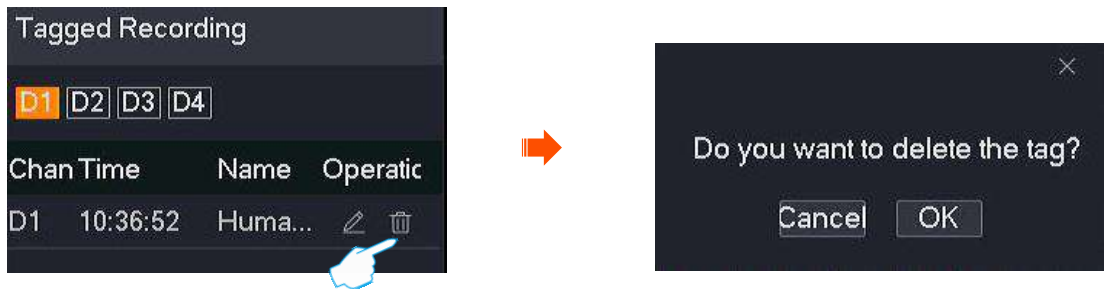 Tagged Recording
D1 D2 D3 D4
Chan Time Name Operatic
D1 10:36:52 Huma...
Do you want to delete the tag?
Cancel OK